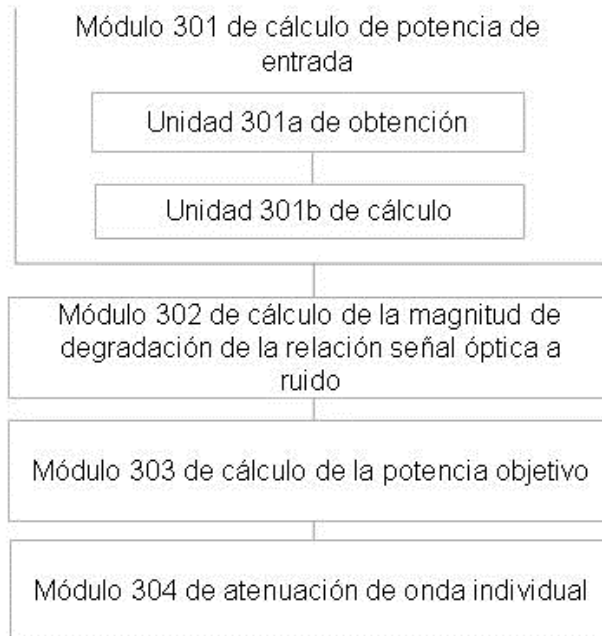 Módulo 301 de cálculo de potencia de
entrada
Unidad 301a de obtención
Unidad 301b de cálculo
Módulo 302 de cálculo de la magnitud de
degradación de la relación señal óptica a
ruido
Módulo 303 de cálculo de la potencia objetivo
Módulo 304 de atenuación de onda individual